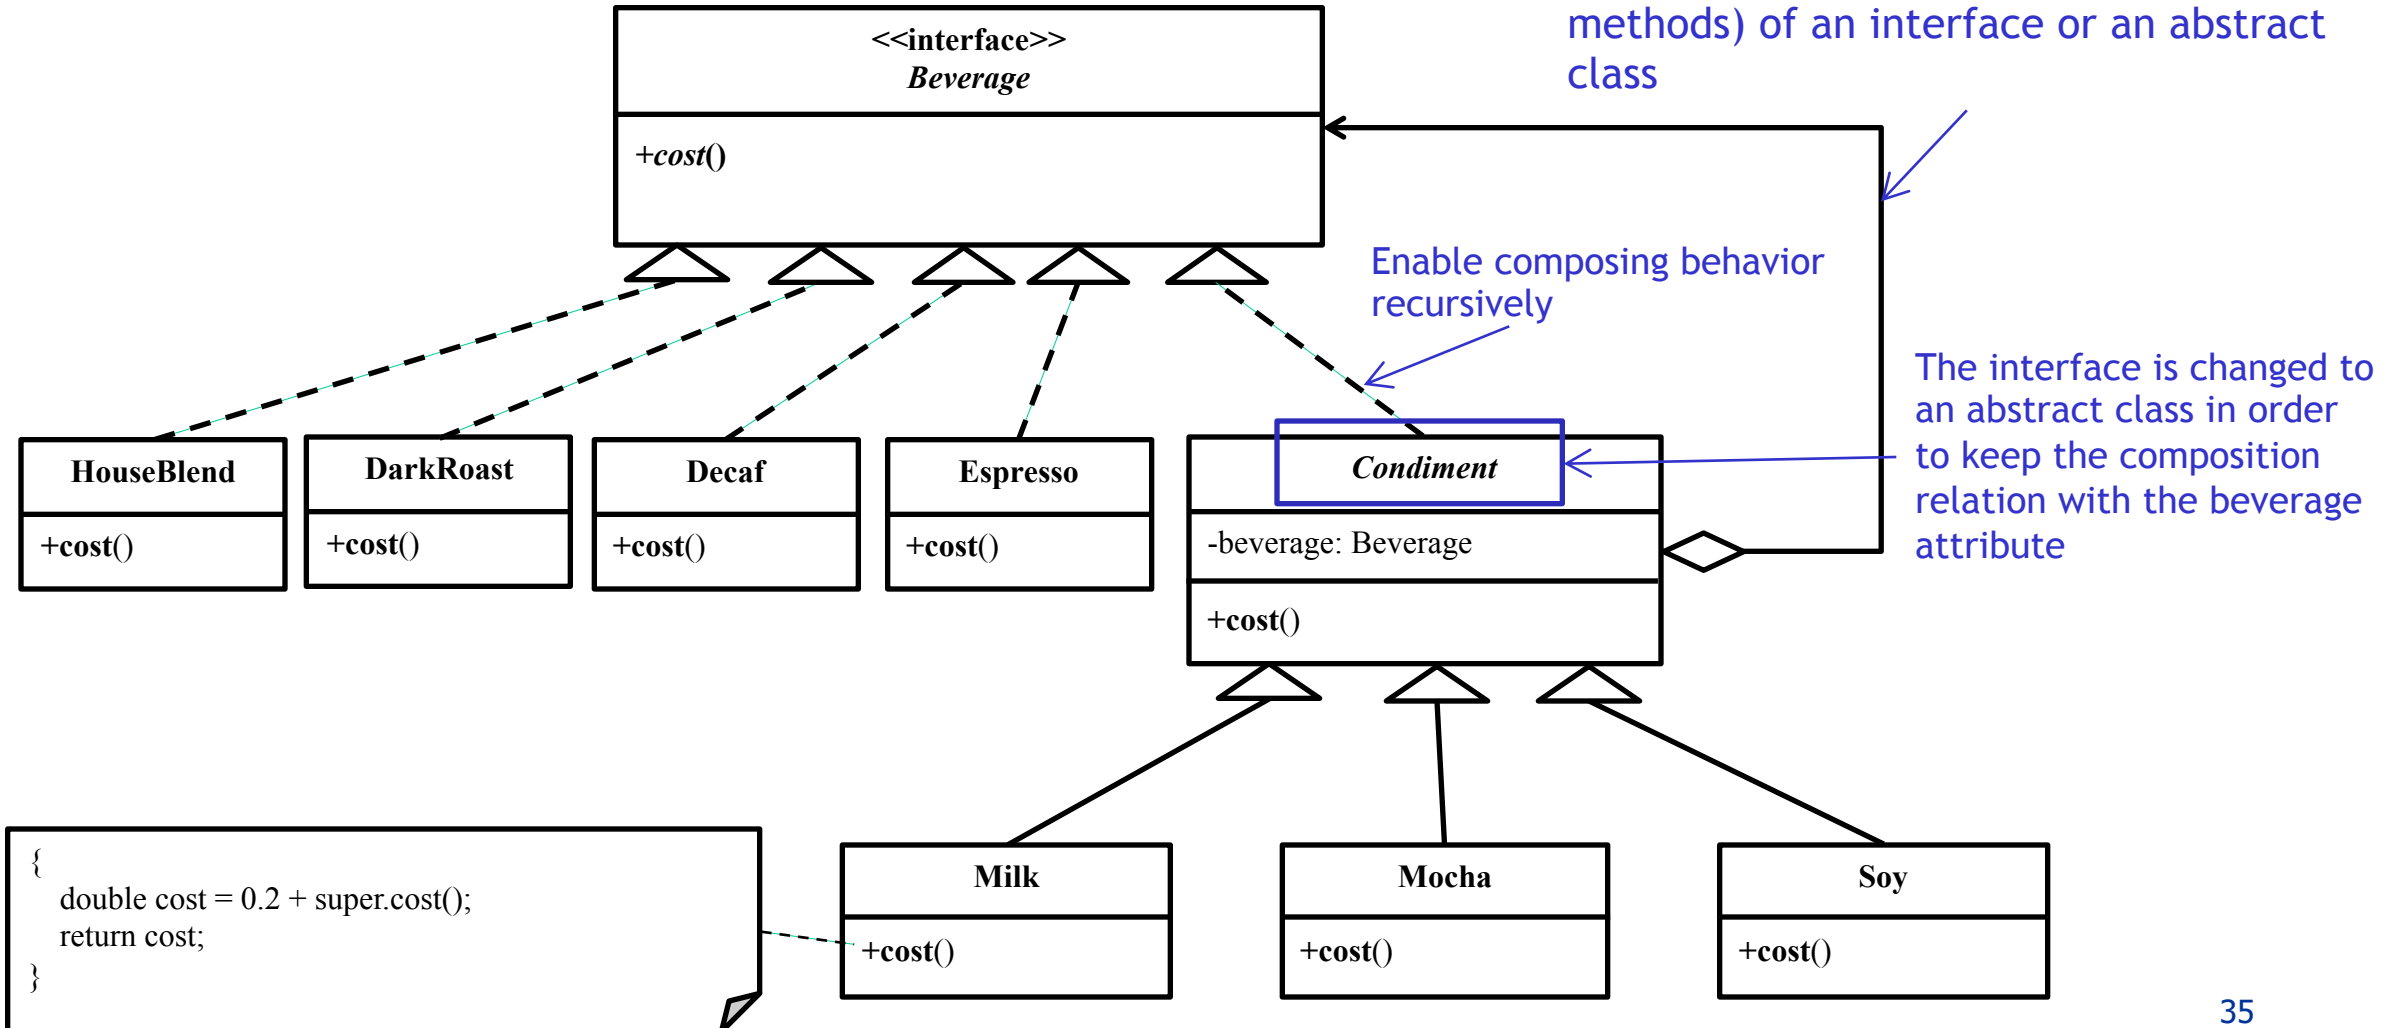 methods) of an interface or an abstract
class
<<interface>>
Beverage
+cost()
Enable composing behavior
recursively
The interface is changed to
an abstract class in order
to keep the composition
relation with the beverage
attribute
HouseBlend
+cost()
DarkRoast
+cost()
Decaf
+cost()
Espresso
+cost()
Condiment
-beverage: Beverage
+cost()
{
double cost = 0.2 + super.cost();
return cost;
}
Milk
+cost()
Mocha
+cost()
Soy
+cost()
35